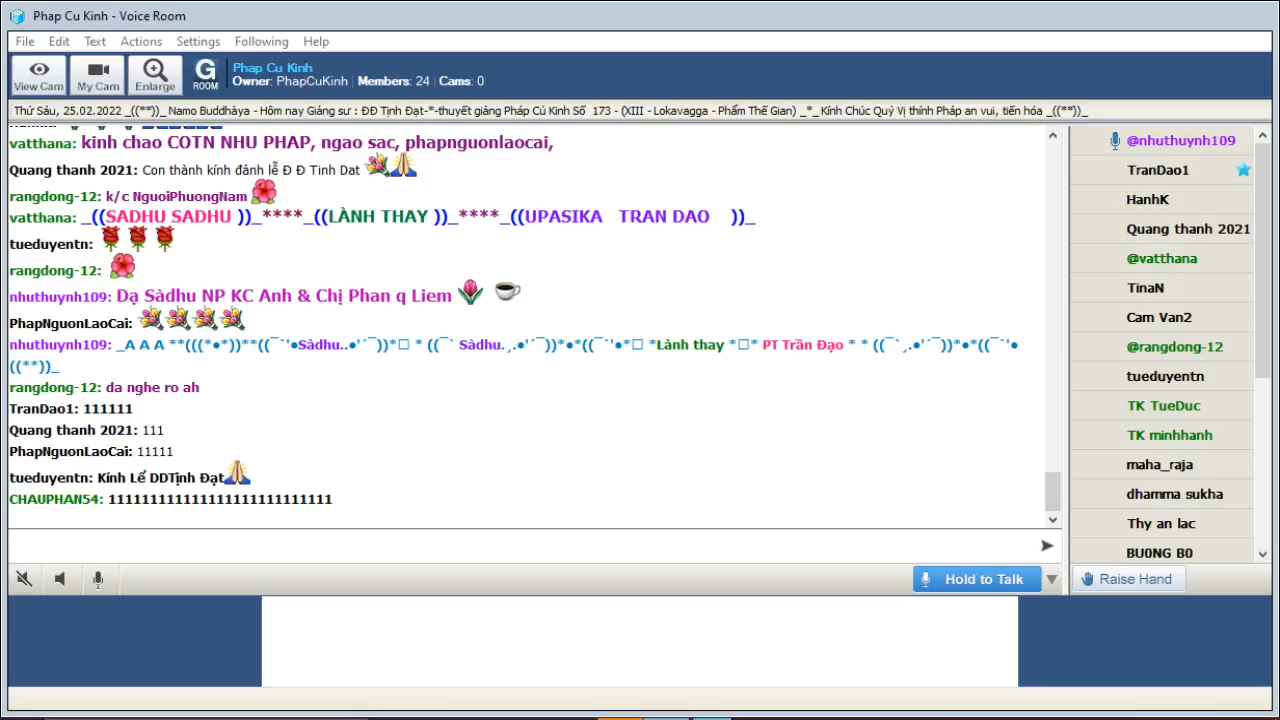 Phap Cu Kinh - Voice Room
File Edit Text Actions Settings Following Help
View Cam
My Cam
Enlarge
G
ROOM
Phap Cu Kinh
Owner: PhapCuKinh | Members: 24 | Cams: 0
Thứ Sáu, 25.02.2022 _((**))_ Namo Buddhàya - Hôm nay Giảng sư : ĐĐ Tịnh Đạt-*-thuyết giảng Pháp Cú Kinh Số 173 - (XIII - Lokavagga - Phẩm Thế Gian) _*_ Kính Chúc Quý Vị thính Pháp an vui, tiến hóa _((**))_
vatthana: kinh chao COTN NHU PHAP, ngao sac, phapnguonlaocai,
Quang thanh 2021: Con thành kính đảnh lễ Đ Đ Tinh Dat
rangdong-12: k/c NguoiPhuongNam
vatthana: _((SADHU SADHU ))_****_((LÀNH THAY ))_****_((UPASIKA TRAN DAO ))_
tueduyentn:
rangdong-12:
nhuthuynh109: Dạ Sàdhu NP KC Anh & Chị Phan q Liem
PhapNguonLaoCai:
nhuthuynh109: _A A A **(((*●*))**((¯`'●Sàdhu..●'´¯))*□ * ((¯` Sàdhu.¸.●'´¯))*●*((¯`'●*□ *Lành thay *□* PT Trần Đạo * * ((¯`¸.●'´¯))*●*((¯`'●
((**))_
rangdong-12: da nghe ro ah
TranDao1: 111111
Quang thanh 2021: 111
PhapNguonLaoCai: 11111
tueduyentn: Kính Lể DDTịnh Đạt
CHAUPHAN54: 11111111111111111111111111
Hold to Talk
@nhuthuynh109
TranDao1
HanhK
Quang thanh 2021
@vatthana
TinaN
Cam Van2
@rangdong-12
tueduyentn
TK TueDuc
TK minhhanh
maha_raja
dhamma sukha
Thy an lac
BU0NG B0
Raise Hand